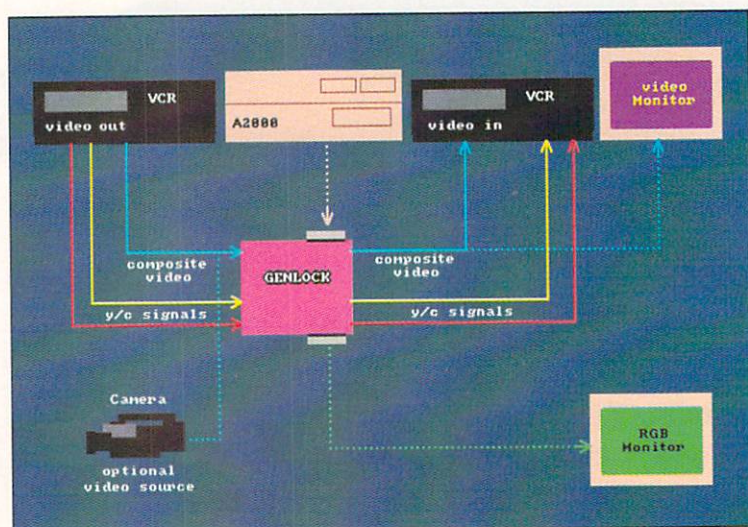 VCR
video out
A2000
VCR
video in
video
Monitor
composite
video
GENLOCK
composite
video
y/c signals
y/c signals
Camera
optional
video source
RGB
Monitor